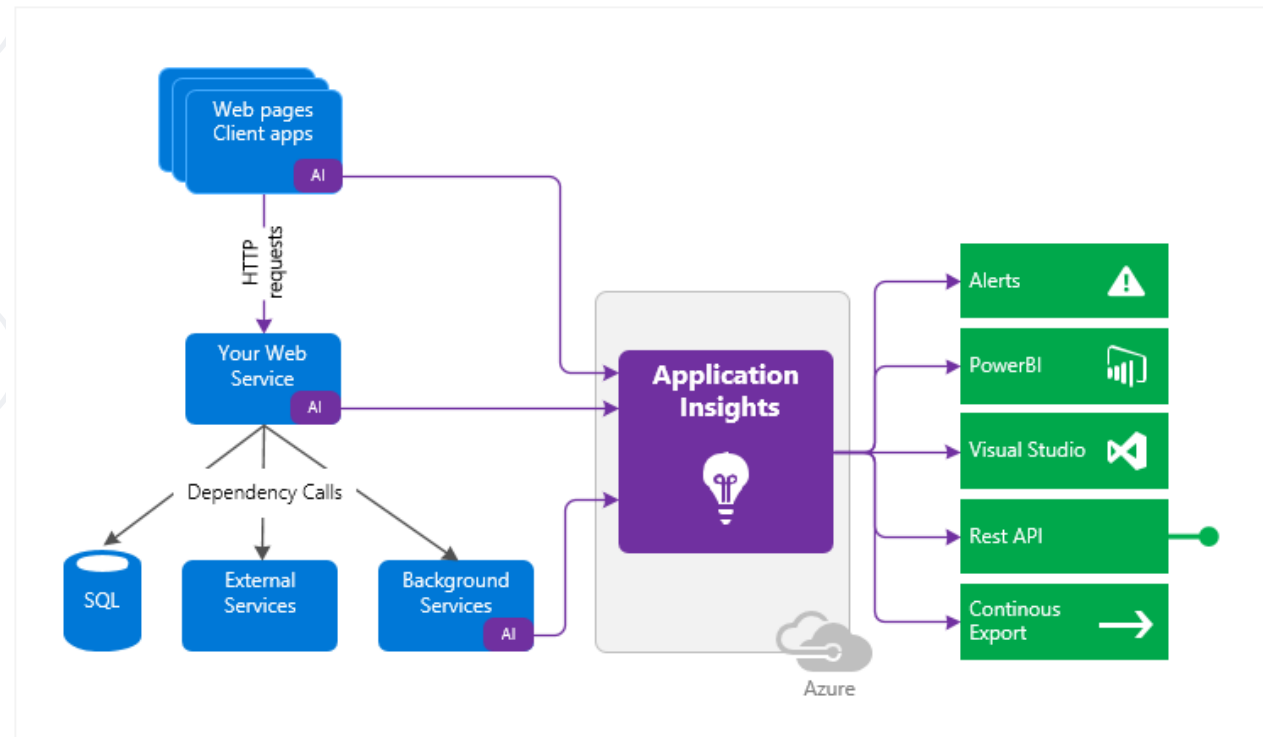 Web pages
Client apps
AI
HTTP
requests
Your Web
Service
AI
Dependency Calls
SQL
External
Services
Background
Services
AI
Application
Insights
Azure
Alerts
PowerBI
Visual Studio
Rest API
Continous
Export